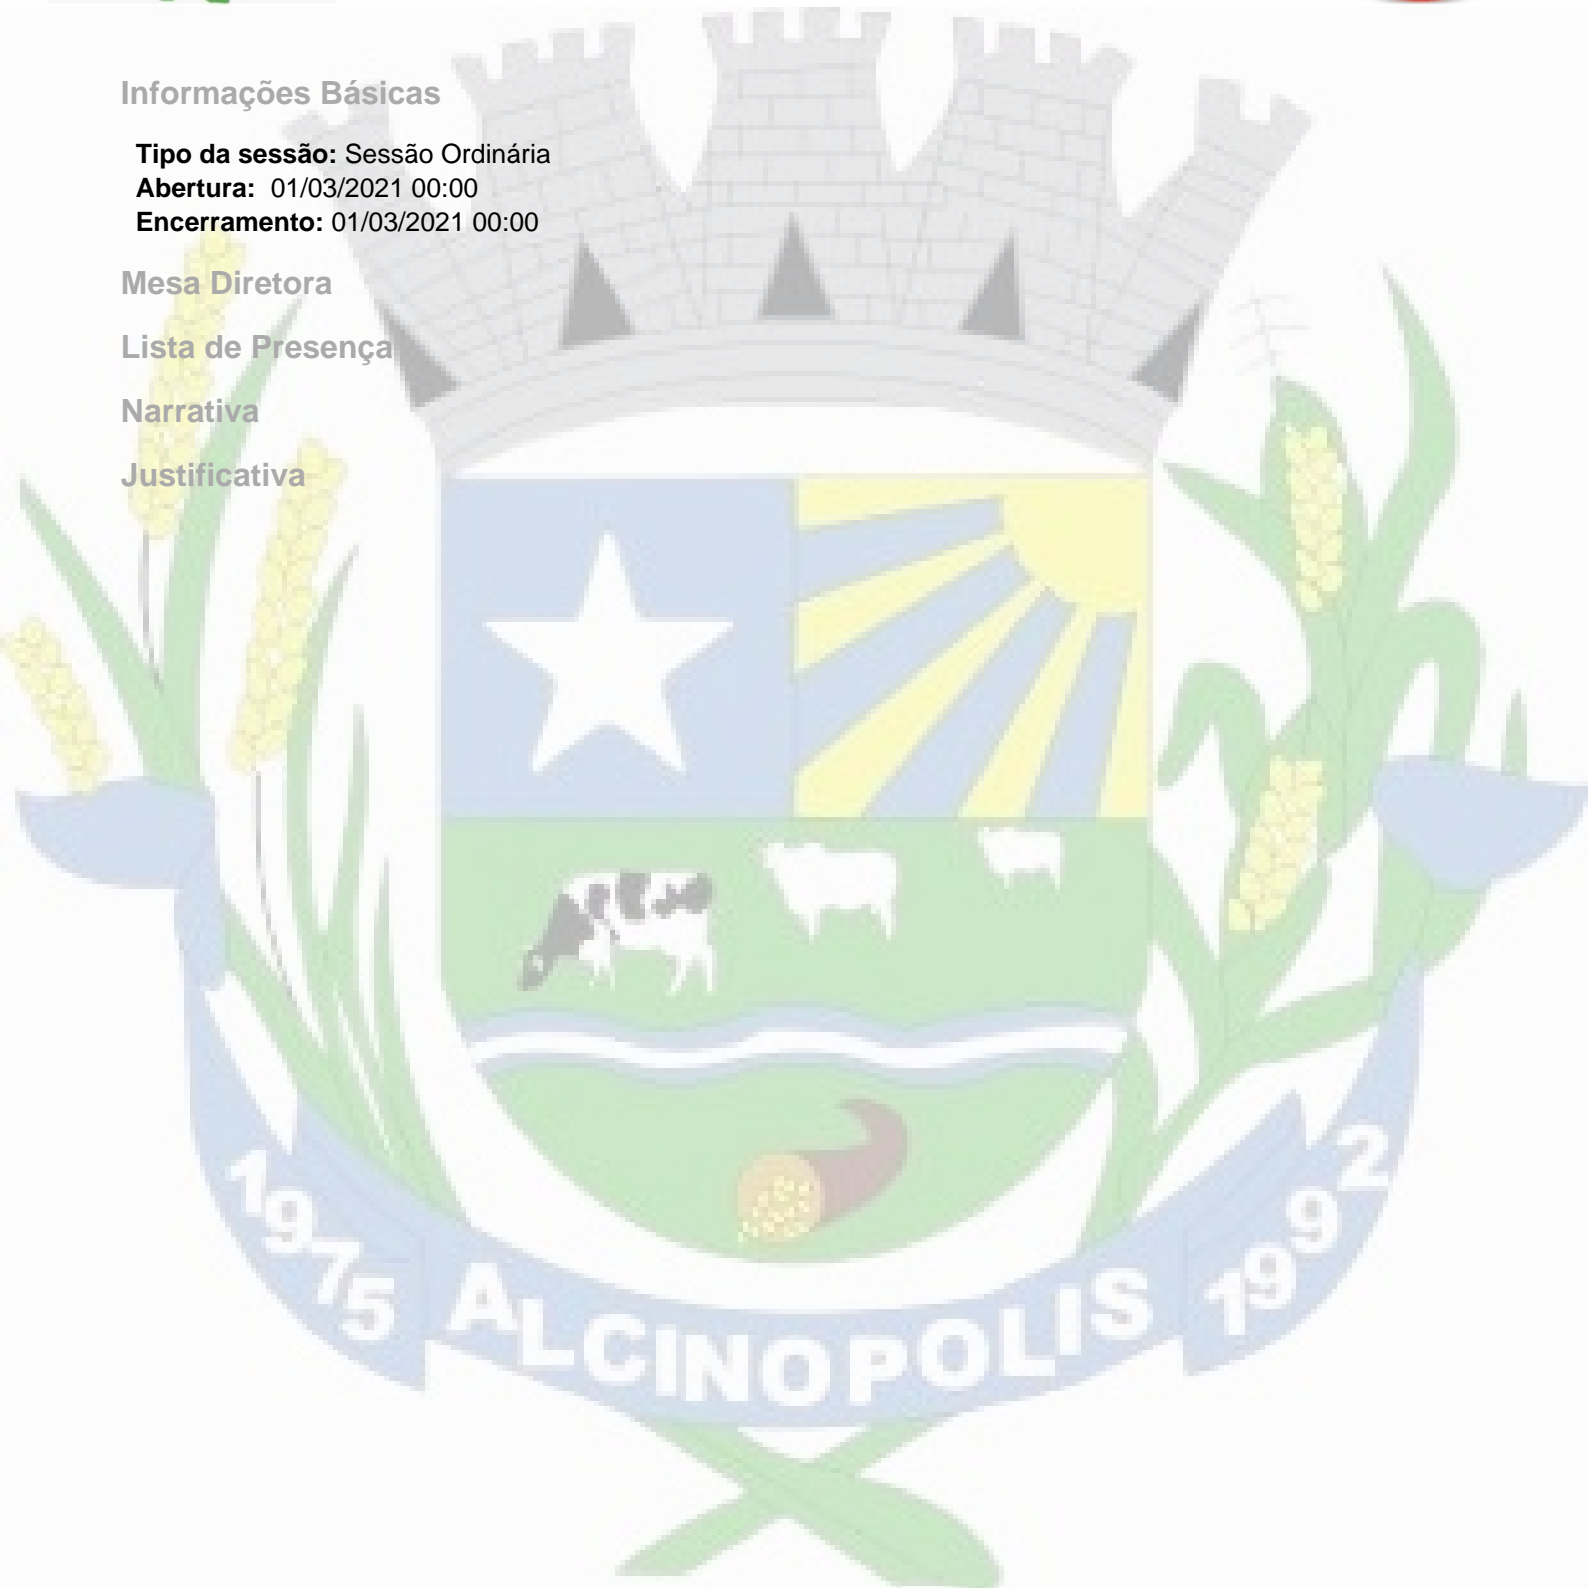 Informações Básicas
Tipo da sessão: Sessão Ordinária
Abertura: 01/03/2021 00:00
Encerramento: 01/03/2021 00:00
Mesa Diretora
Lista de Presença
Narrativa
Justificativa
1975 ALCINOPOLIS 1992